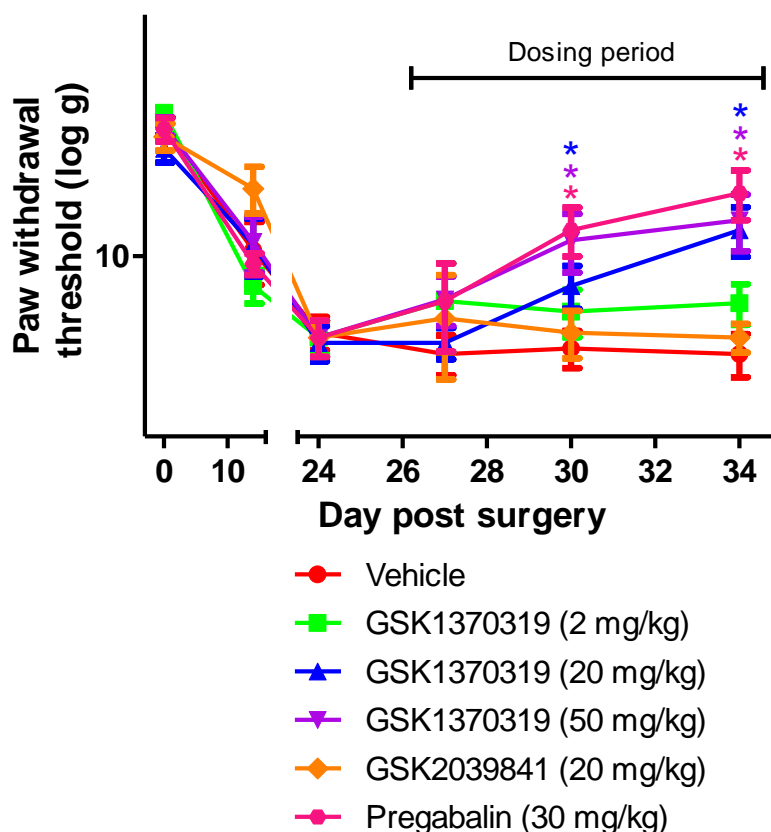 Dosing period
Paw withdrawal
threshold (log g)
* *
* *
* *
10
0 10 24 26 28 30 32 34
Day post surgery
Vehicle
GSK1370319 (2 mg/kg)
GSK1370319 (20 mg/kg)
GSK1370319 (50 mg/kg)
GSK2039841 (20 mg/kg)
Pregabalin (30 mg/kg)